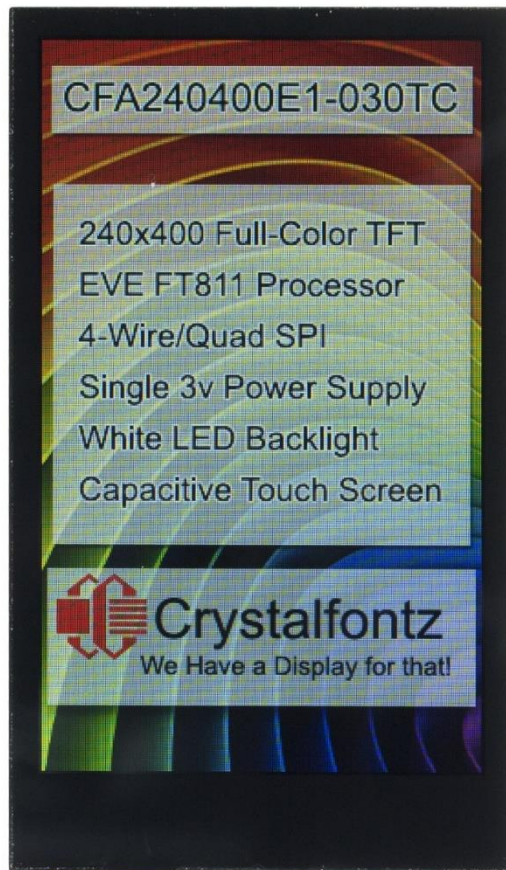 CFA240400E1-030TC
240x400 Full-Color TFT
EVE FT811 Processor
4-Wire/Quad SPI
Single 3v Power Supply
White LED Backlight
Capacitive Touch Screen
Crystalfontz
We Have a Display for that!